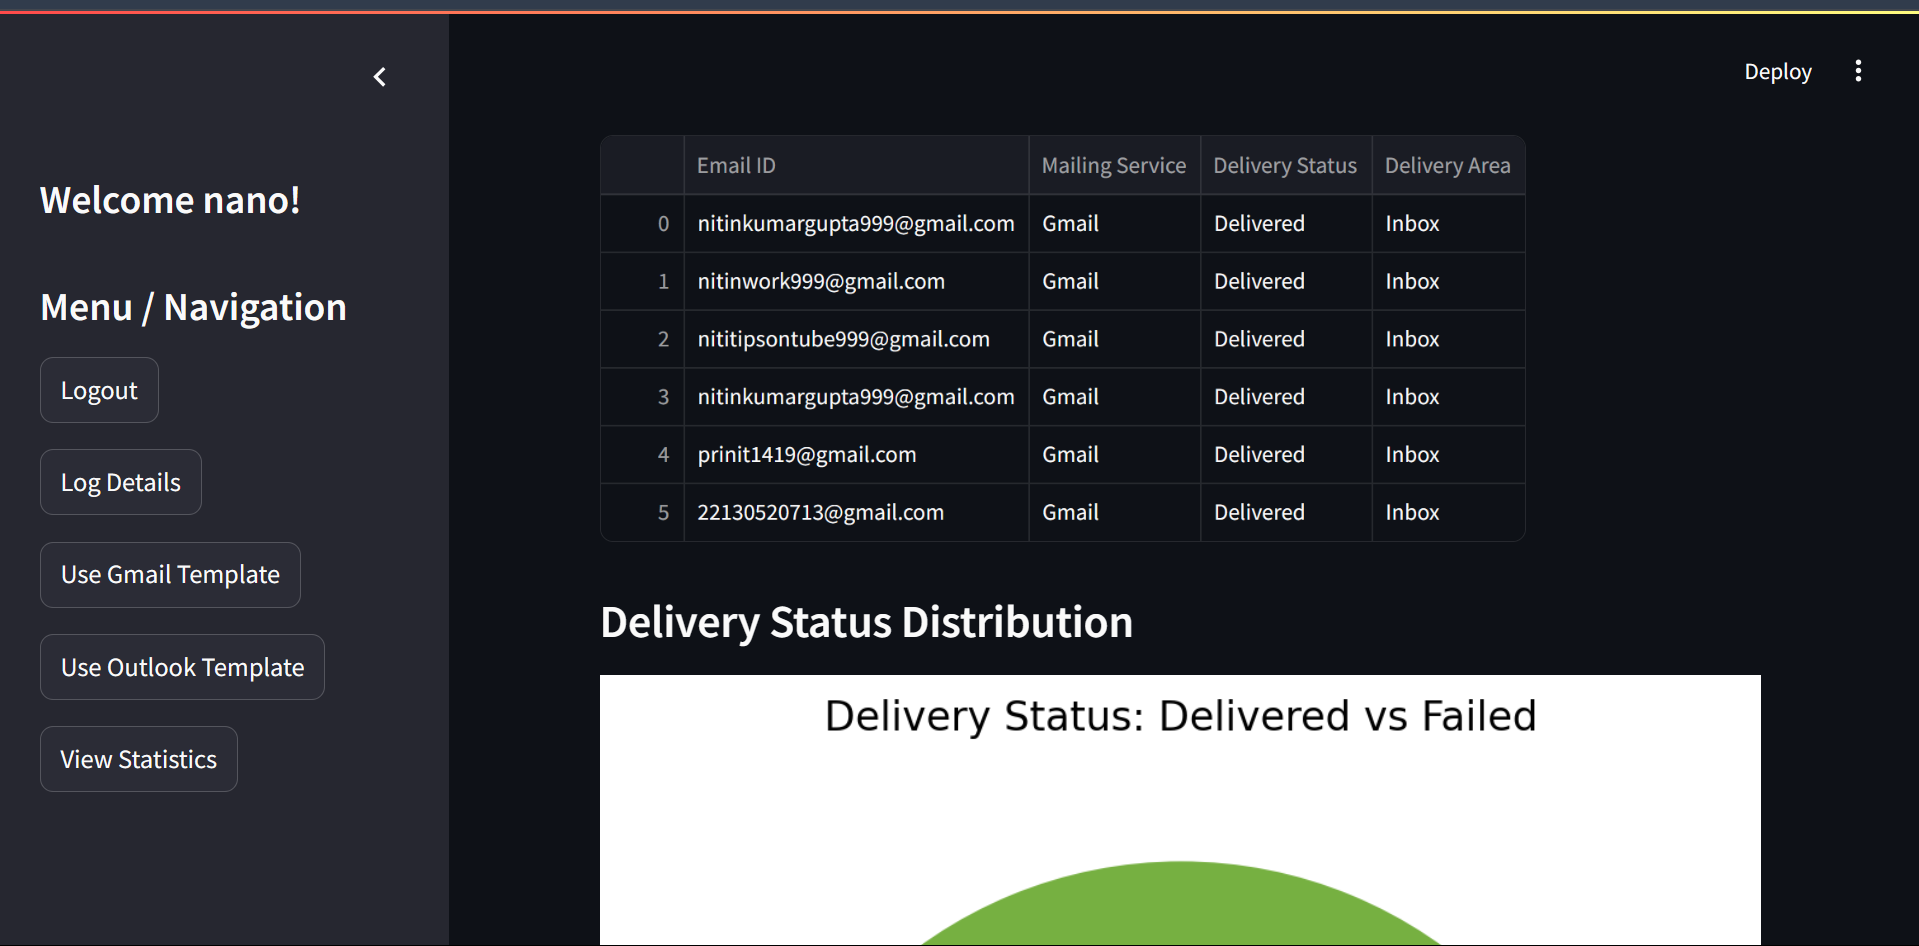 Deploy
Welcome nano!
Menu / Navigation
Logout
Log Details
Use Gmail Template
Use Outlook Template
View Statistics
Email ID Mailing Service Delivery Status Delivery Area
0 nitinkumargupta999@gmail.com Gmail Delivered Inbox
1 nitinwork999@gmail.com Gmail Delivered Inbox
2 nititipsontube999@gmail.com Gmail Delivered Inbox
3 nitinkumargupta999@gmail.com Gmail Delivered Inbox
4 prinit1419@gmail.com Gmail Delivered Inbox
5 22130520713@gmail.com Gmail Delivered Inbox
Delivery Status Distribution
Delivery Status: Delivered vs Failed